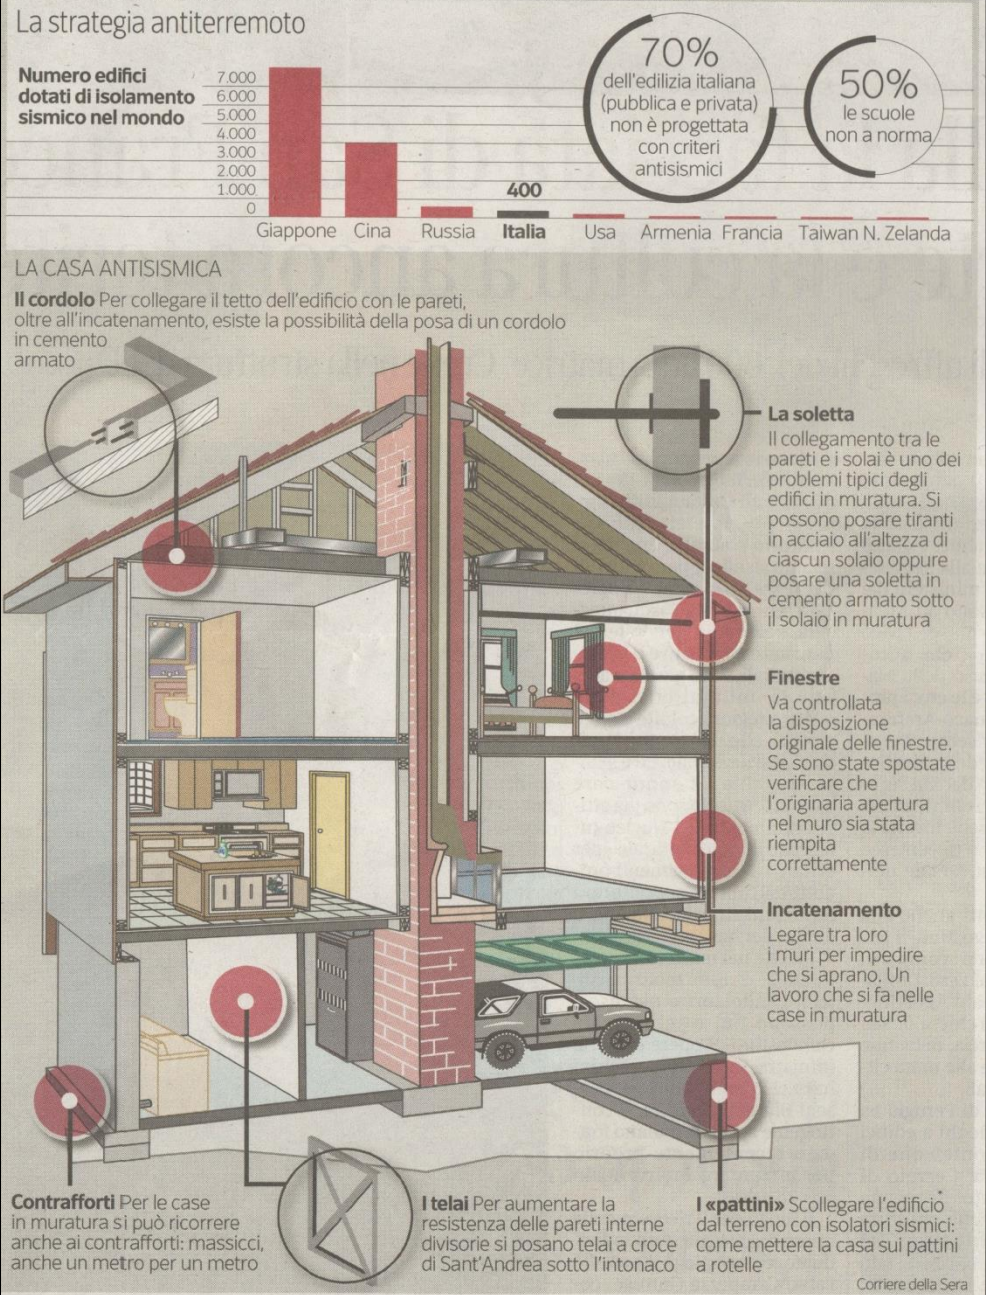 La strategia antiterremoto
Numero edifici
dotati di isolamento
sismico nel mondo
7.000
6.000
5.000
4.000
3.000
2.000
1.000
0
400
Giappone Cina Russia Italia Usa Armenia Francia Taiwan N. Zelanda
70%
dell'edilizia italiana
(pubblica e privata)
non è progettata
con criteri
antisismici
50%
le scuole
non a norma
LA CASA ANTISISMICA
Il cordolo Per collegare il tetto dell'edificio con le pareti,
oltre all'incatenamento, esiste la possibilità della posa di un cordolo
in cemento
armato
La soletta
Il collegamento tra le
pareti e i solai è uno dei
problemi tipici degli
edifici in muratura. Si
possono posare tiranti
in acciaio all'altezza di
ciascun solaio oppure
posare una soletta in
cemento armato sotto
il solaio in muratura
Finestre
Va controllata
la disposizione
originale delle finestre.
Se sono state spostate
verificare che
l'originaria apertura
nel muro sia stata
riempita
correttamente
Incatenamento
Legare tra loro
i muri per impedire
che si aprano. Un
lavoro che si fa nelle
case in muratura
Contrafforti Per le case
in muratura si può ricorrere
anche ai contrafforti: massicci,
anche un metro per un metro
I telai Per aumentare la
resistenza delle pareti interne
divisorie si posano telai a croce
di Sant'Andrea sotto l'intonaco
I «pattini» Scollegare l'edificio
dal terreno con isolatori sismici:
come mettere la casa sui pattini
a rotelle
Corriere della Sera